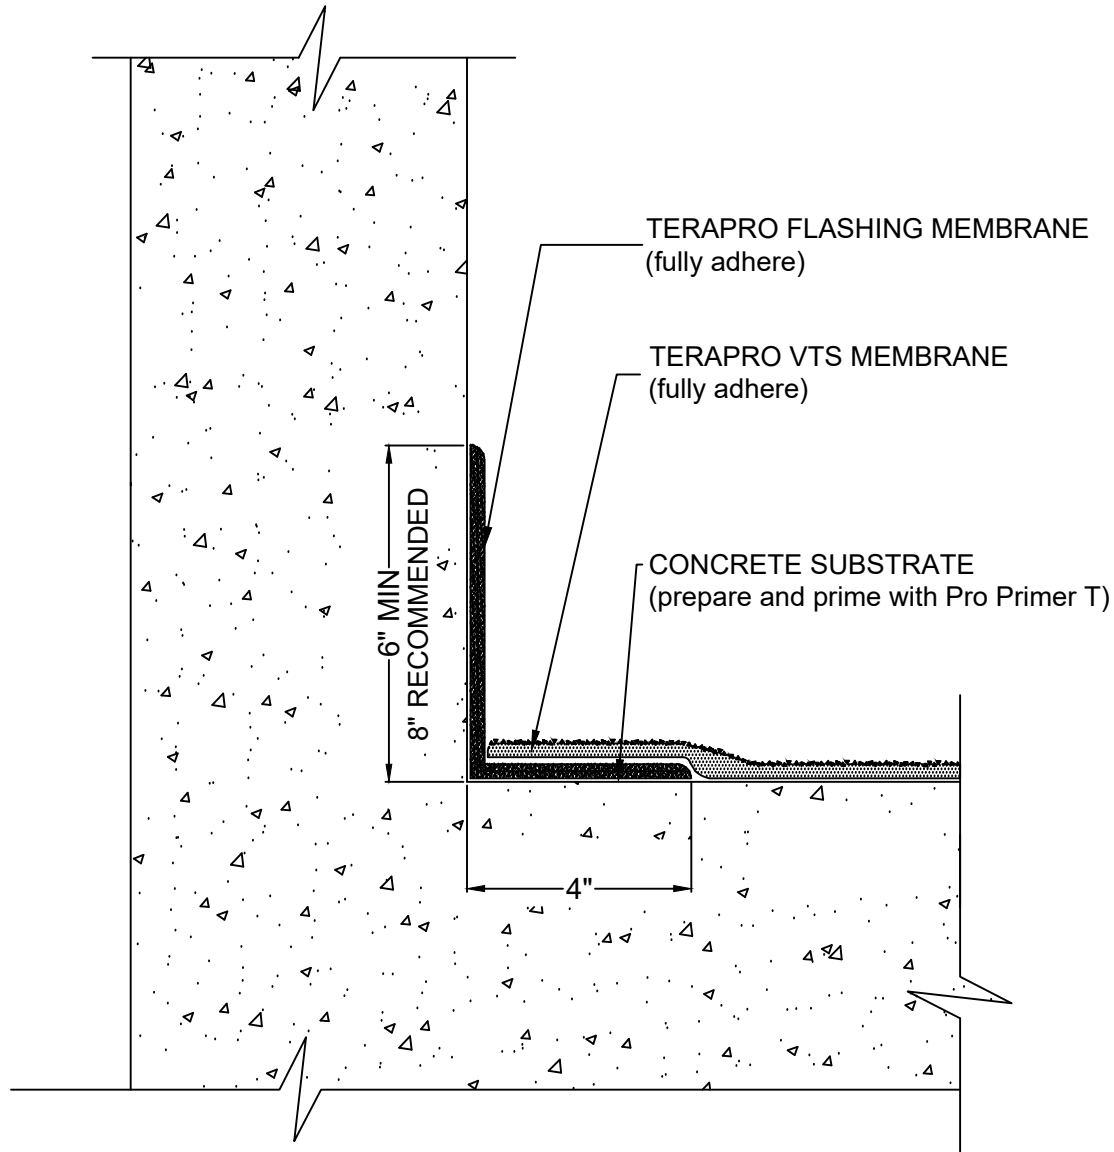 TERAPRO FLASHING MEMBRANE
(fully adhere)
TERAPRO VTS MEMBRANE
(fully adhere)
CONCRETE SUBSTRATE
(prepare and prime with Pro Primer T)
6" MIN
8" RECOMMENDED
4"